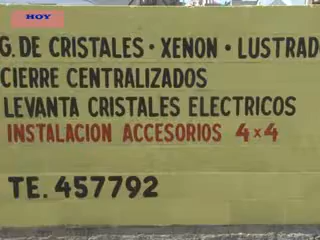 HOY
G. DE CRISTALES · XENON · LUSTRAD
CIERRE CENTRALIZADOS
LEVANTA CRISTALES ELECTRICOS
INSTALACION ACCESORIOS 4x4
TE. 457792